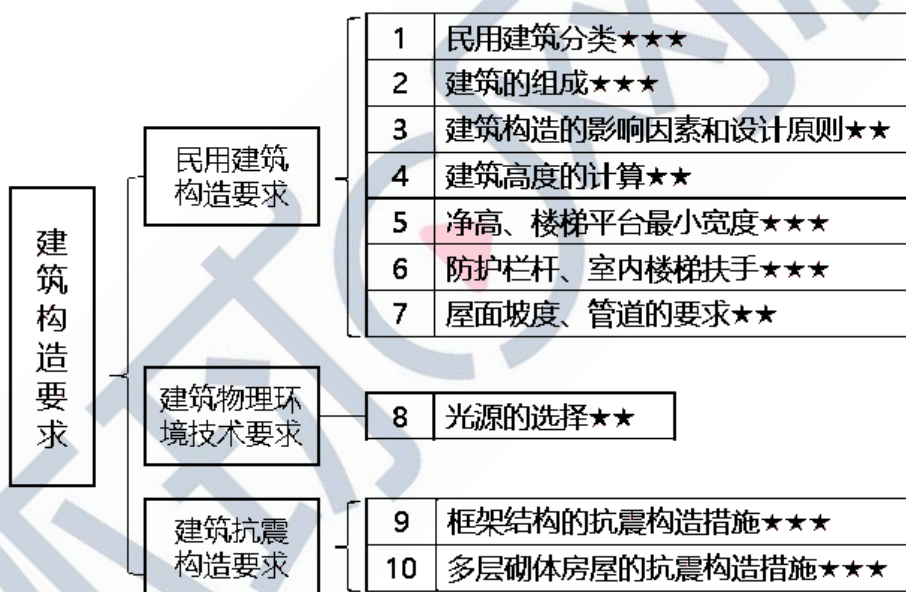 建筑构造要求
民用建筑
构造要求
1 民用建筑分类★★★
2 建筑的组成★★★
3 建筑构造的影响因素和设计原则★★
4 建筑高度的计算★★
5 净高、楼梯平台最小宽度★★★
6 防护栏杆、室内楼梯扶手★★★
7 屋面坡度、管道的要求★★
建筑物理环
境技术要求
8 光源的选择★★
建筑抗震
构造要求
9 框架结构的抗震构造措施★★★
10 多层砌体房屋的抗震构造措施★★★